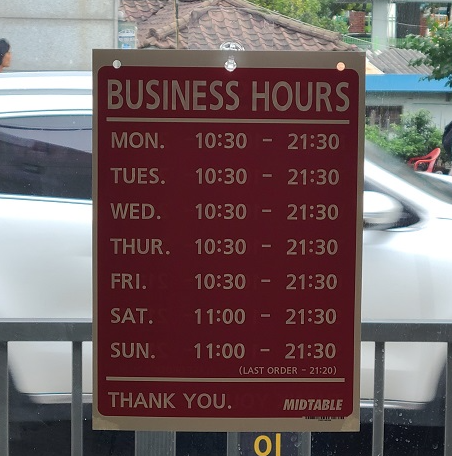 BUSINESS HOURS
MON. 10:30 - 21:30
TUES. 10:30 - 21:30
WED. 10:30 - 21:30
THUR. 10:30 - 21:30
FRI. 10:30 - 21:30
SAT. 11:00 - 21:30
SUN. 11:00 - 21:30
(LAST ORDER - 21:20)
THANK YOU. MIDTABLE
이